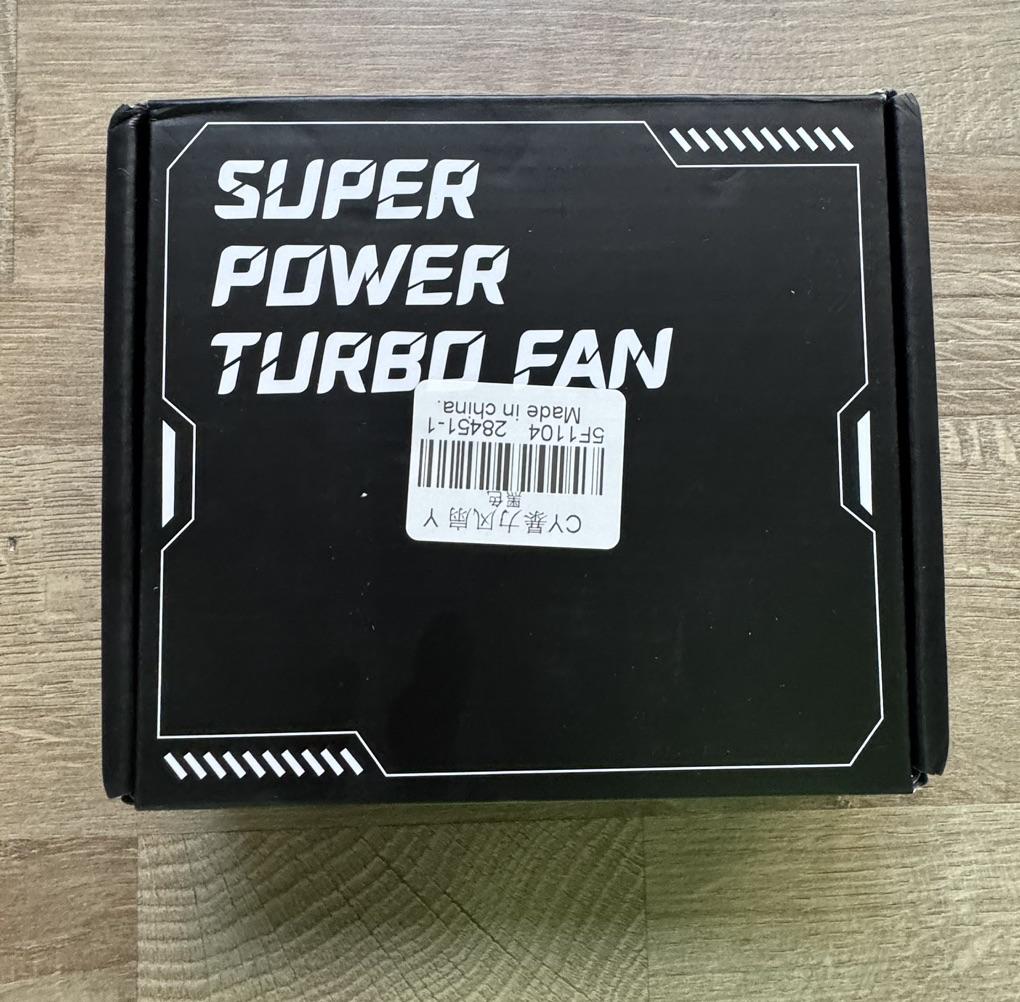 SUPER
POWER
TURBO FAN
CY暴力风扇 Y
黑色
5F1104 28451-1
Made in china.